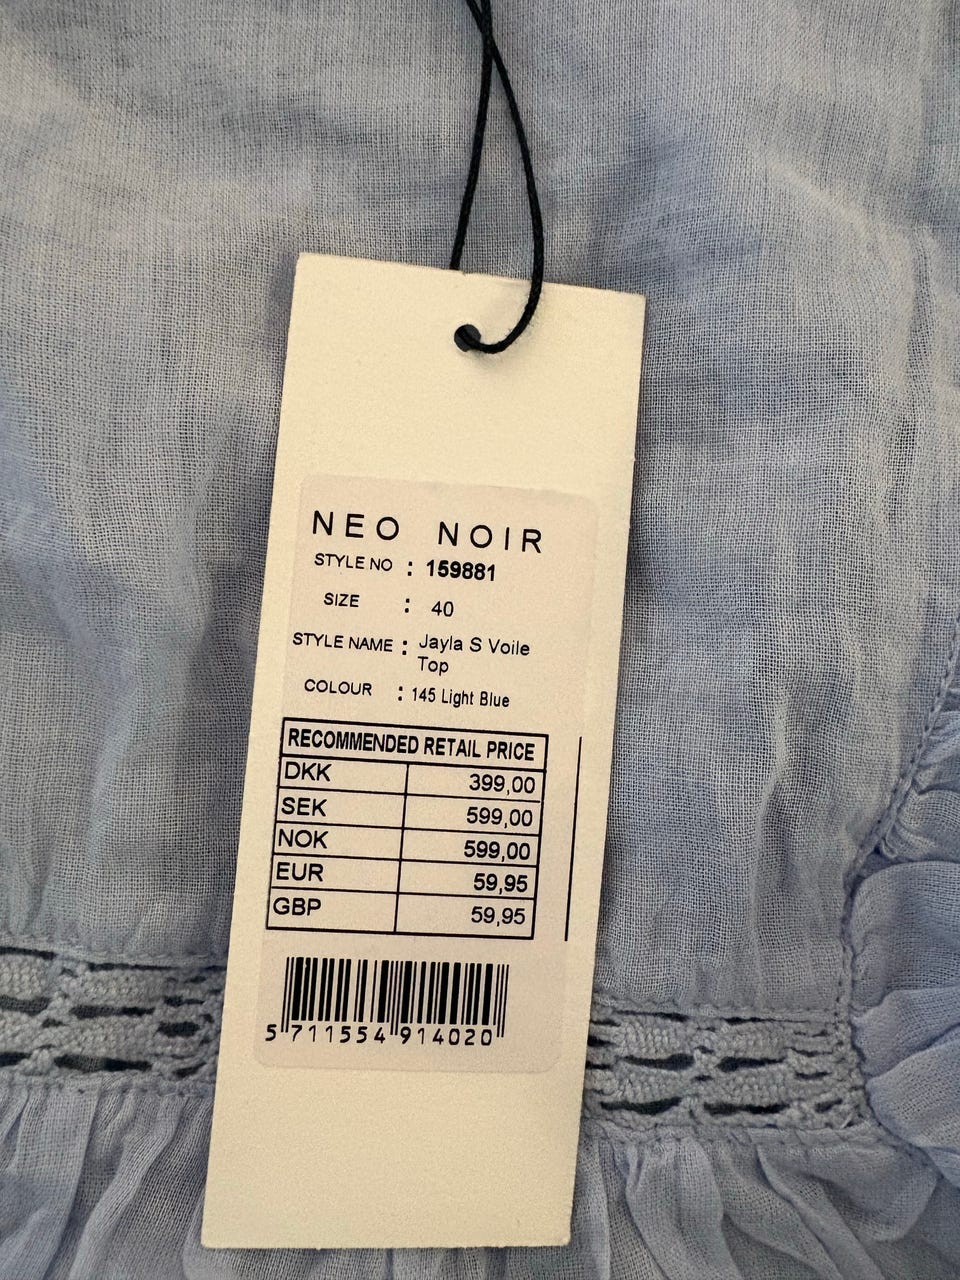 NEO NOIR
STYLE NO : 159881
SIZE : 40
STYLE NAME : Jayla S Voile
Top
COLOUR : 145 Light Blue
RECOMMENDED RETAIL PRICE
DKK 399,00
SEK 599,00
NOK 599,00
EUR 59,95
GBP 59,95
5 711554 914020